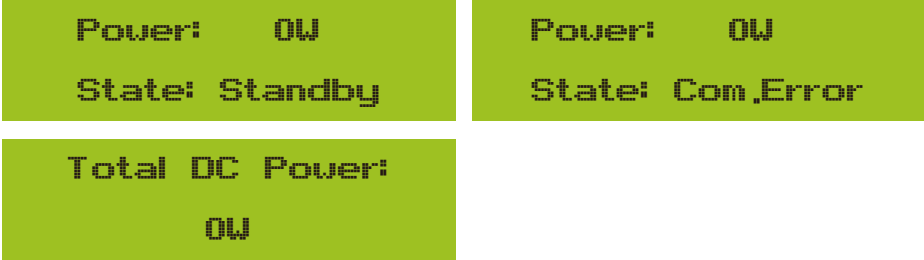 Power: 0W
State: Standby
Power: 0W
State: Com.Error
Total DC Power:
0W